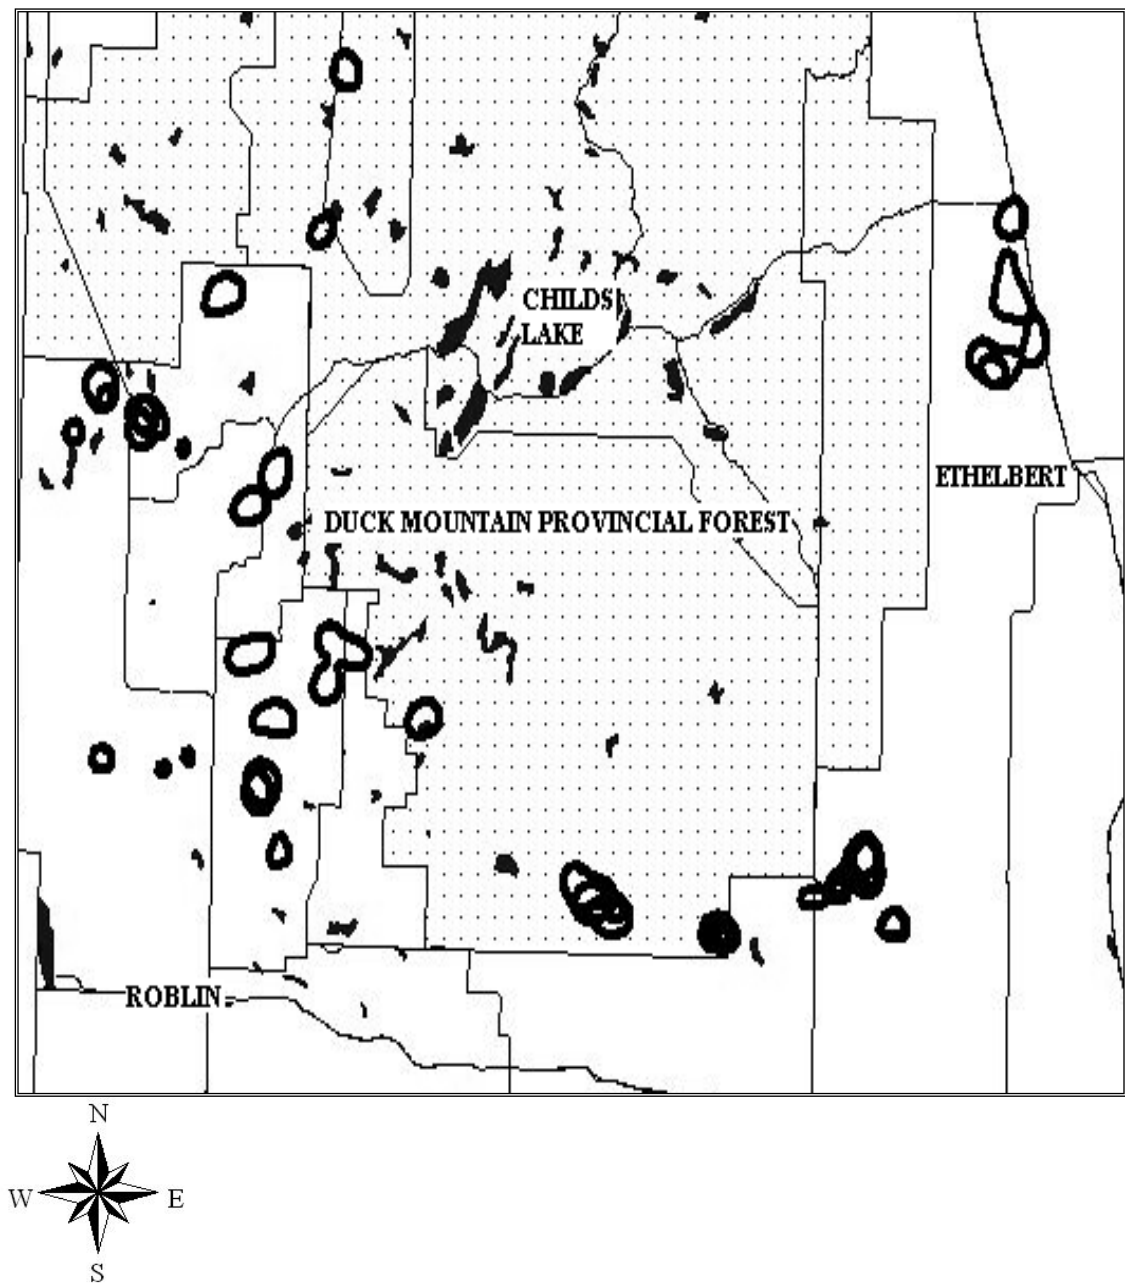 CHILDS
LAKE
ETHELBERT
DUCK MOUNTAIN PROVINCIAL FOREST
ROBLIN
N
W E
S